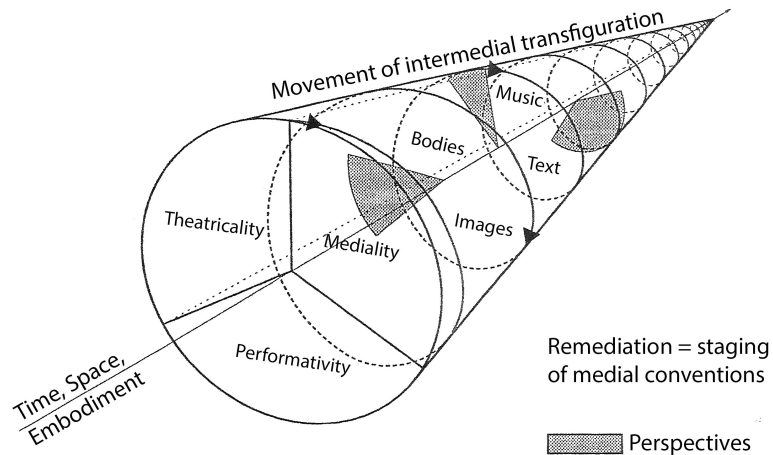 Movement of intermedial transfiguration
Music
Bodies
Text
Theatricality
Images
Mediality
Performativity
Time, Space,
Embodiment
Remediation = staging
of medial conventions
Perspectives